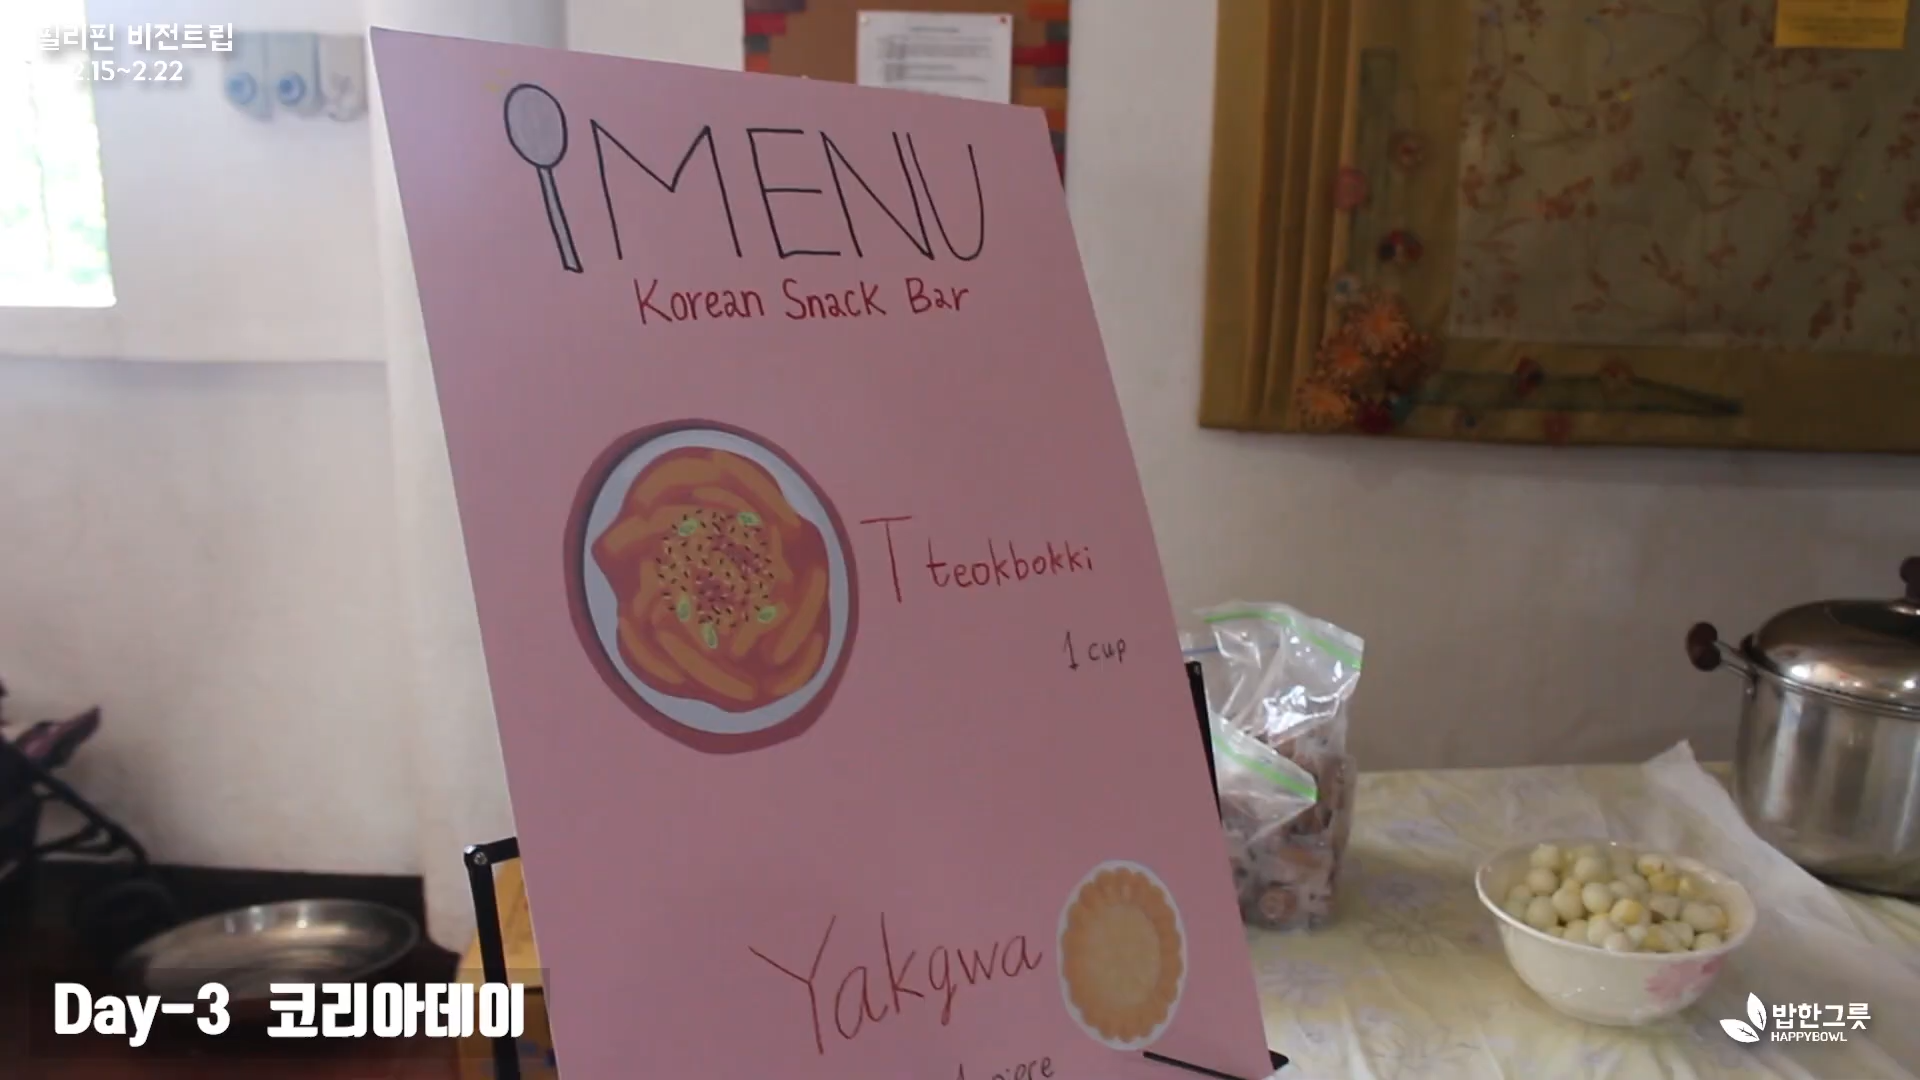 필리핀 비전트립
2.15~2.22
MENU
Korean Snack Bar
Tteokbokki
1 cup
Yakgwa
Day-3 코리아데이
밥한그릇
HAPPYBOWL